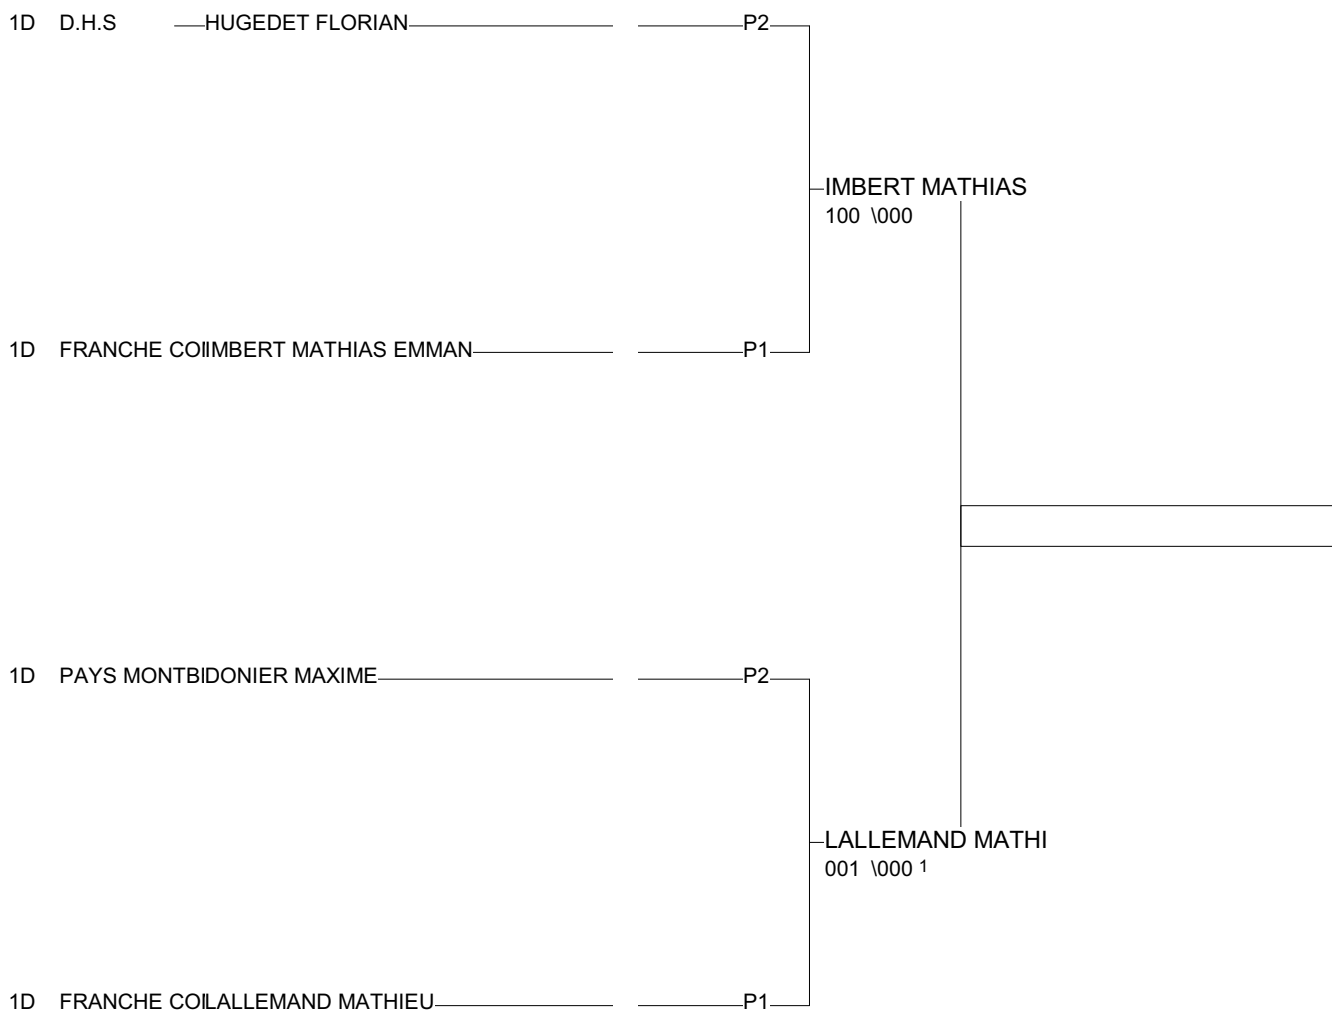 1D D.H.S HUGEDET FLORIAN P2
IMBERT MATHIAS
100 \000
1D FRANCHE COIIMBERT MATHIAS EMMAN P1
1D PAYS MONTBIDONIER MAXIME P2
LALLEMAND MATHI
001 \000 1
1D FRANCHE COILALLEMAND MATHIEU P1